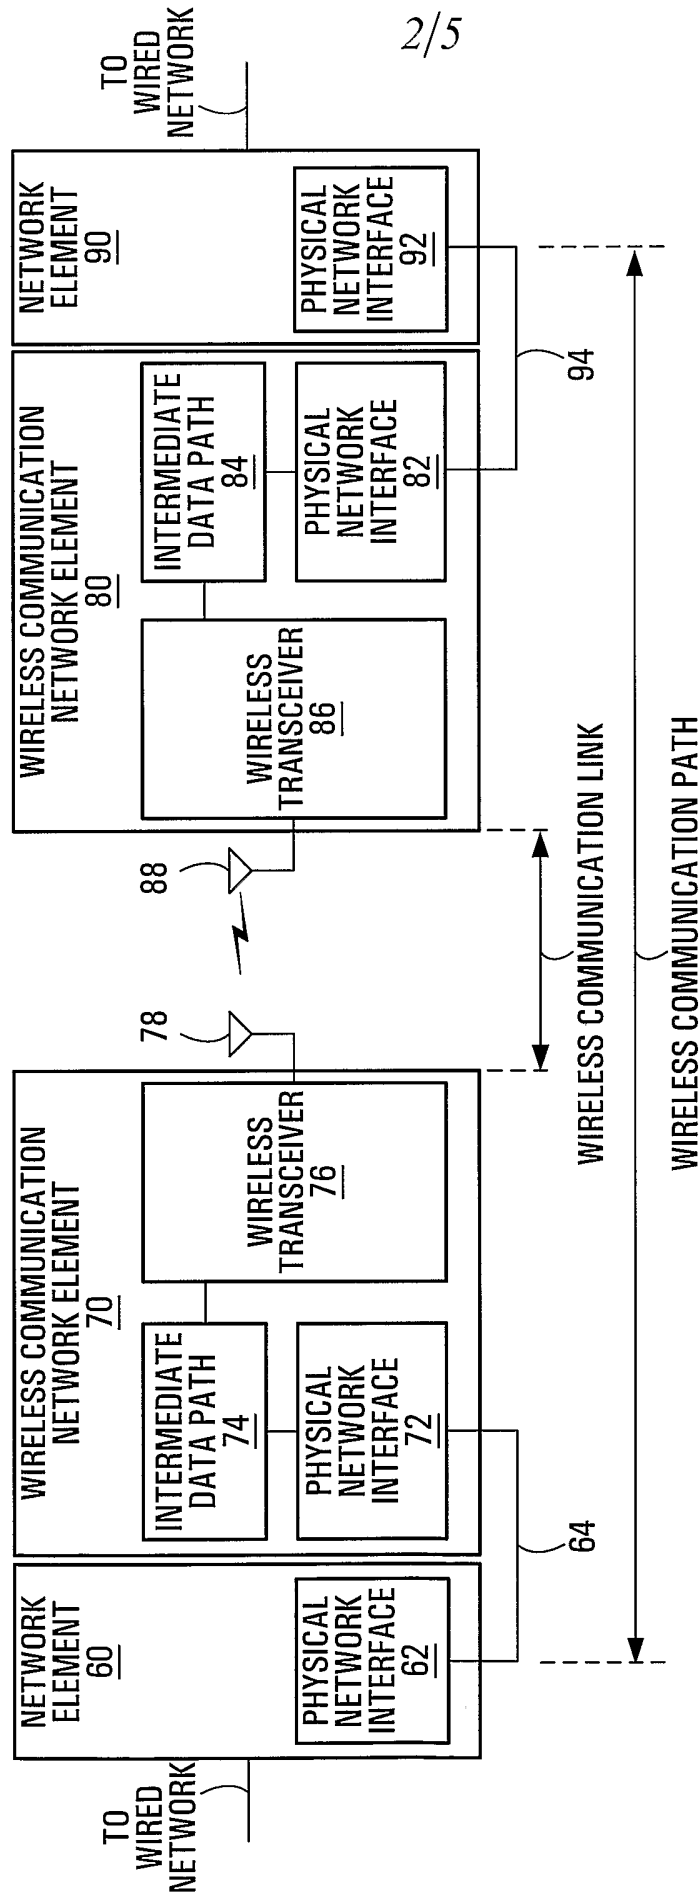 2/5
TO
WIRED
NETWORK
NETWORK
ELEMENT
60
PHYSICAL
NETWORK
INTERFACE
62
64
WIRELESS COMMUNICATION
NETWORK ELEMENT
70
INTERMEDIATE
DATA PATH
74
PHYSICAL
NETWORK
INTERFACE
72
WIRELESS
TRANSCEIVER
76
78
88
WIRELESS COMMUNICATION
NETWORK ELEMENT
80
WIRELESS
TRANSCEIVER
86
INTERMEDIATE
DATA PATH
84
PHYSICAL
NETWORK
INTERFACE
82
NETWORK
ELEMENT
90
PHYSICAL
NETWORK
INTERFACE
92
94
TO
WIRED
NETWORK
WIRELESS COMMUNICATION LINK
WIRELESS COMMUNICATION PATH